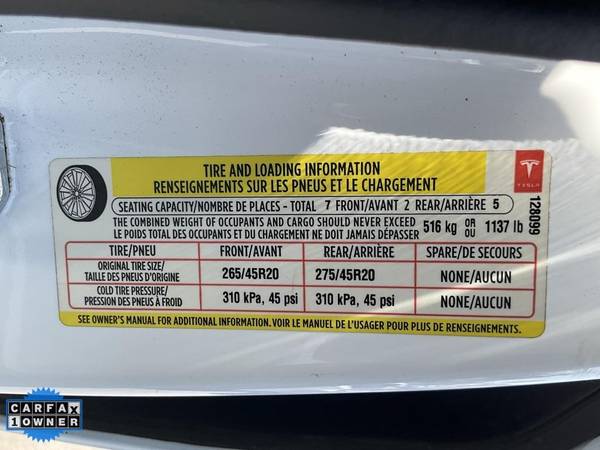 TIRE AND LOADING INFORMATION
RENSEIGNEMENTS SUR LES PNEUS ET LE CHARGEMENT
TESLA
SEATING CAPACITY/NOMBRE DE PLACES - TOTAL 7 FRONT/AVANT 2 REAR/ARRIÈRE 5
THE COMBINED WEIGHT OF OCCUPANTS AND CARGO SHOULD NEVER EXCEED 516 kg OR 1137 lb
LE POIDS TOTAL DES OCCUPANTS ET DU CHARGEMENT NE DOIT JAMAIS DÉPASSER OU
128099
TIRE/PNEU FRONT/AVANT REAR/ARRIÈRE SPARE/DE SECOURS
ORIGINAL TIRE SIZE/
TAILLE DES PNEUS D'ORIGINE 265/45R20 275/45R20 NONE/AUCUN
COLD TIRE PRESSURE/
PRESSION DES PNEUS À FROID 310 kPa, 45 psi 310 kPa, 45 psi NONE/AUCUN
SEE OWNER'S MANUAL FOR ADDITIONAL INFORMATION. VOIR LE MANUEL DE L'USAGER POUR PLUS DE RENSEIGNEMENTS.
CARFAX
1 OWNER